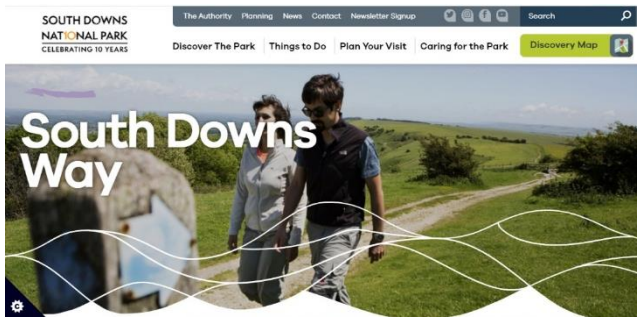 SOUTH DOWNS
NATIONAL PARK
CELEBRATING 10 YEARS
The Authority Planning News Contact Newsletter Signup
Search
Discover The Park
Things to Do
Plan Your Visit
Caring for the Park
Discovery Map
South Downs
Way